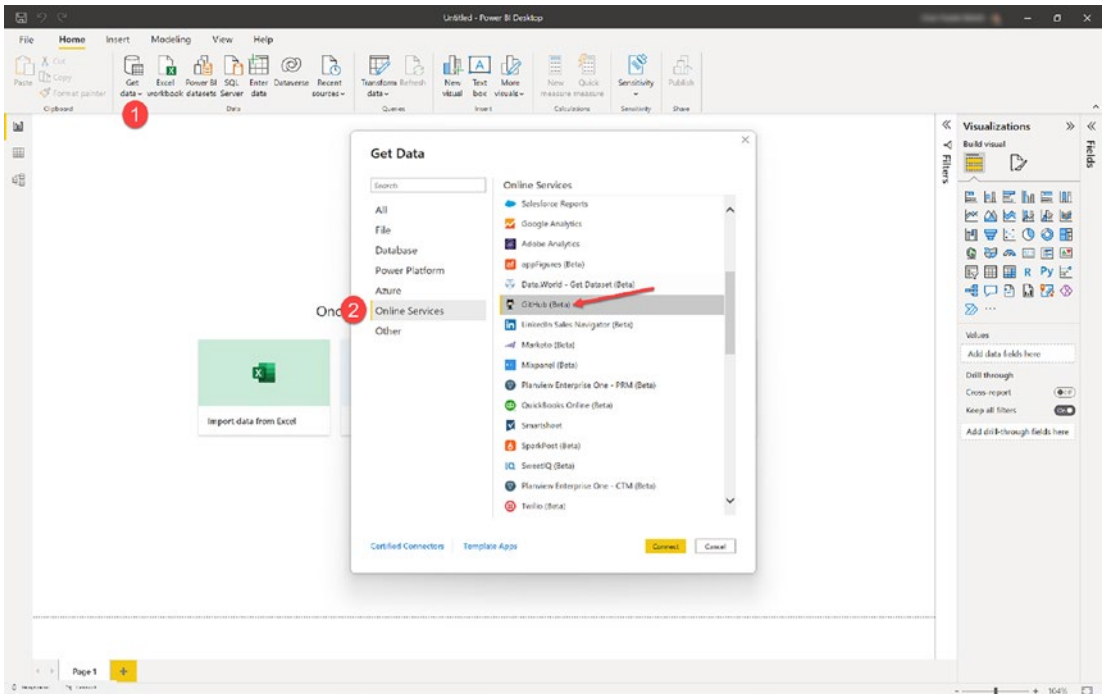 Untitled - Power BI Desktop
File Home Insert Modeling View Help
Paste
Cut
Copy
Format painter
Clipboard
Get data
Excel workbook
Power BI datasets
SQL Server
Enter data
Dataverse
Recent sources
Data
Transform data
Refresh
Queries
New visual
Text box
More visuals
Insert
New measure
Quick measure
Calculations
Sensitivity
Sensitivity
Publish
Share
1
Get Data
Search
All
File
Database
Power Platform
Azure
2
Online Services
Other
Online Services
Salesforce Reports
Google Analytics
Adobe Analytics
appFigures (Beta)
Data.World - Get Dataset (Beta)
GitHub (Beta)
LinkedIn Sales Navigator (Beta)
Marketo (Beta)
Mixpanel (Beta)
Planview Enterprise One - PRM (Beta)
QuickBooks Online (Beta)
Smartsheet
SparkPost (Beta)
SweetIQ (Beta)
Planview Enterprise One - CTM (Beta)
Twilio (Beta)
Certified Connectors
Template Apps
Connect
Cancel
Onc
Import data from Excel
Filters
Visualizations
Build visual
R Py
Values
Add data fields here
Drill through
Cross-report
Off
Keep all filters
On
Add drill-through fields here
Fields
Page 1
104%